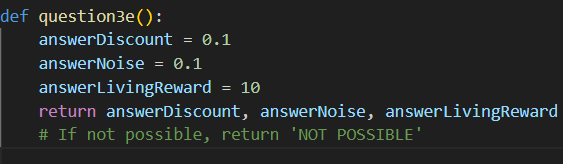 def question3e():
    answerDiscount = 0.1
    answerNoise = 0.1
    answerLivingReward = 10
    return answerDiscount, answerNoise, answerLivingReward
    # If not possible, return 'NOT POSSIBLE'